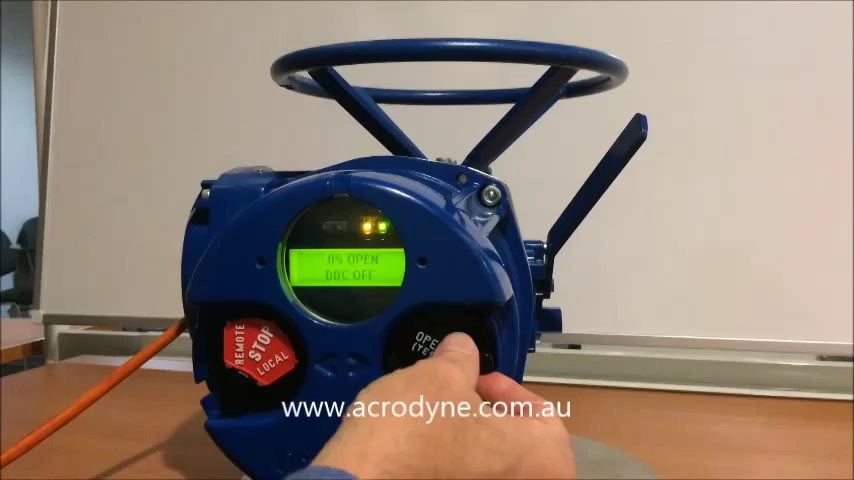 0% OPEN
DDC OFF
REMOTE
STOP
LOCAL
www.acrodyne.com.au